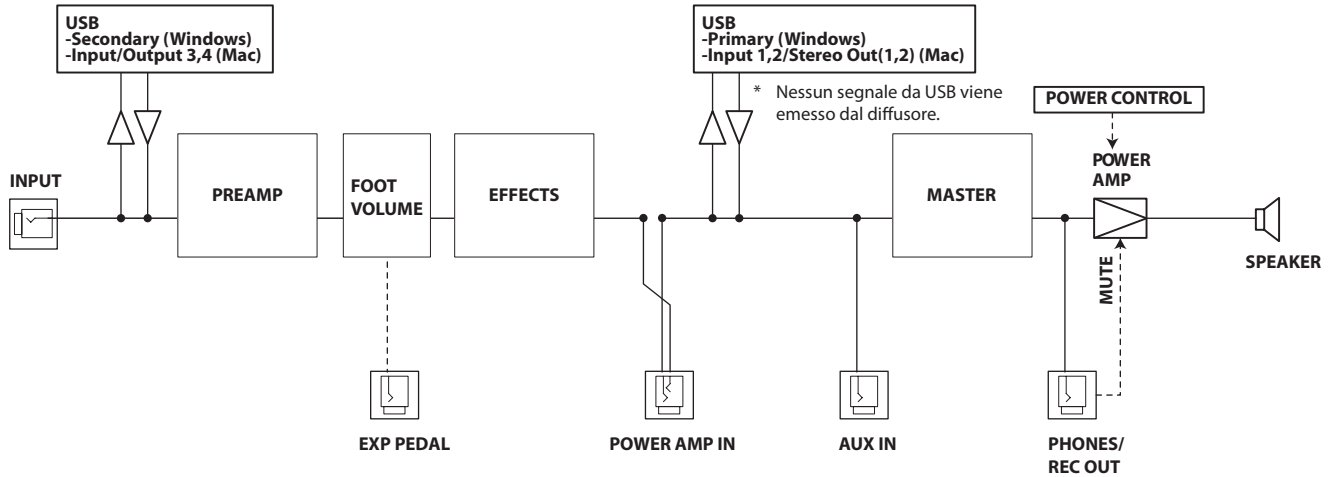 USB
-Secondary (Windows)
-Input/Output 3,4 (Mac)
USB
-Primary (Windows)
-Input 1,2/Stereo Out(1,2) (Mac)
* Nessun segnale da USB viene
emesso dal diffusore.
POWER CONTROL
INPUT
PREAMP
FOOT
VOLUME
EFFECTS
MASTER
POWER
AMP
SPEAKER
MUTE
EXP PEDAL
POWER AMP IN
AUX IN
PHONES/
REC OUT